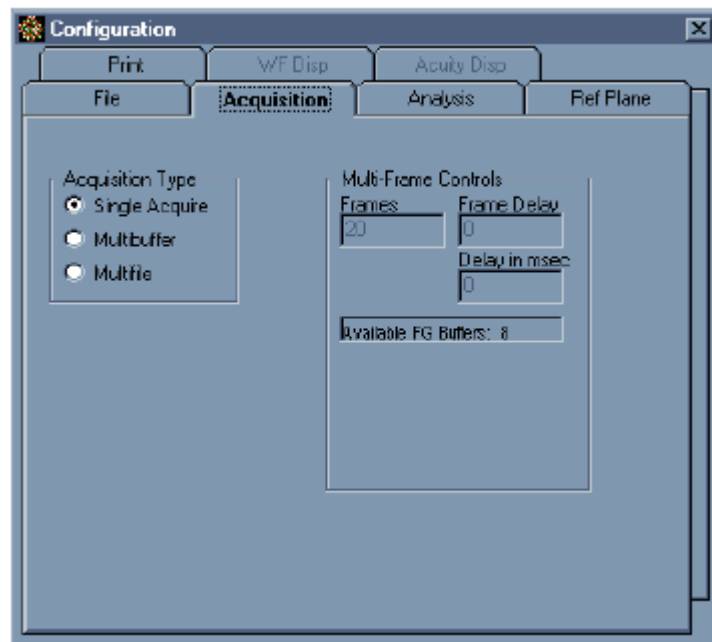 Configuration
Print WF Disp Acuity Disp
File Acquisition Analysis Ref Plane
Acquisition Type
Single Acquire
Multibuffer
Multifile
Multi-Frame Controls
Frames Frame Delay
20 0
Delay in msec
0
Available FG Buffers: 8